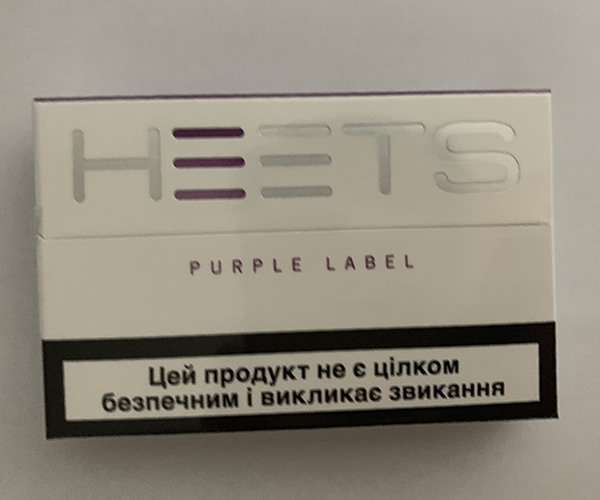 HEETS
PURPLE LABEL
Цей продукт не є цілком
безпечним і викликає звикання